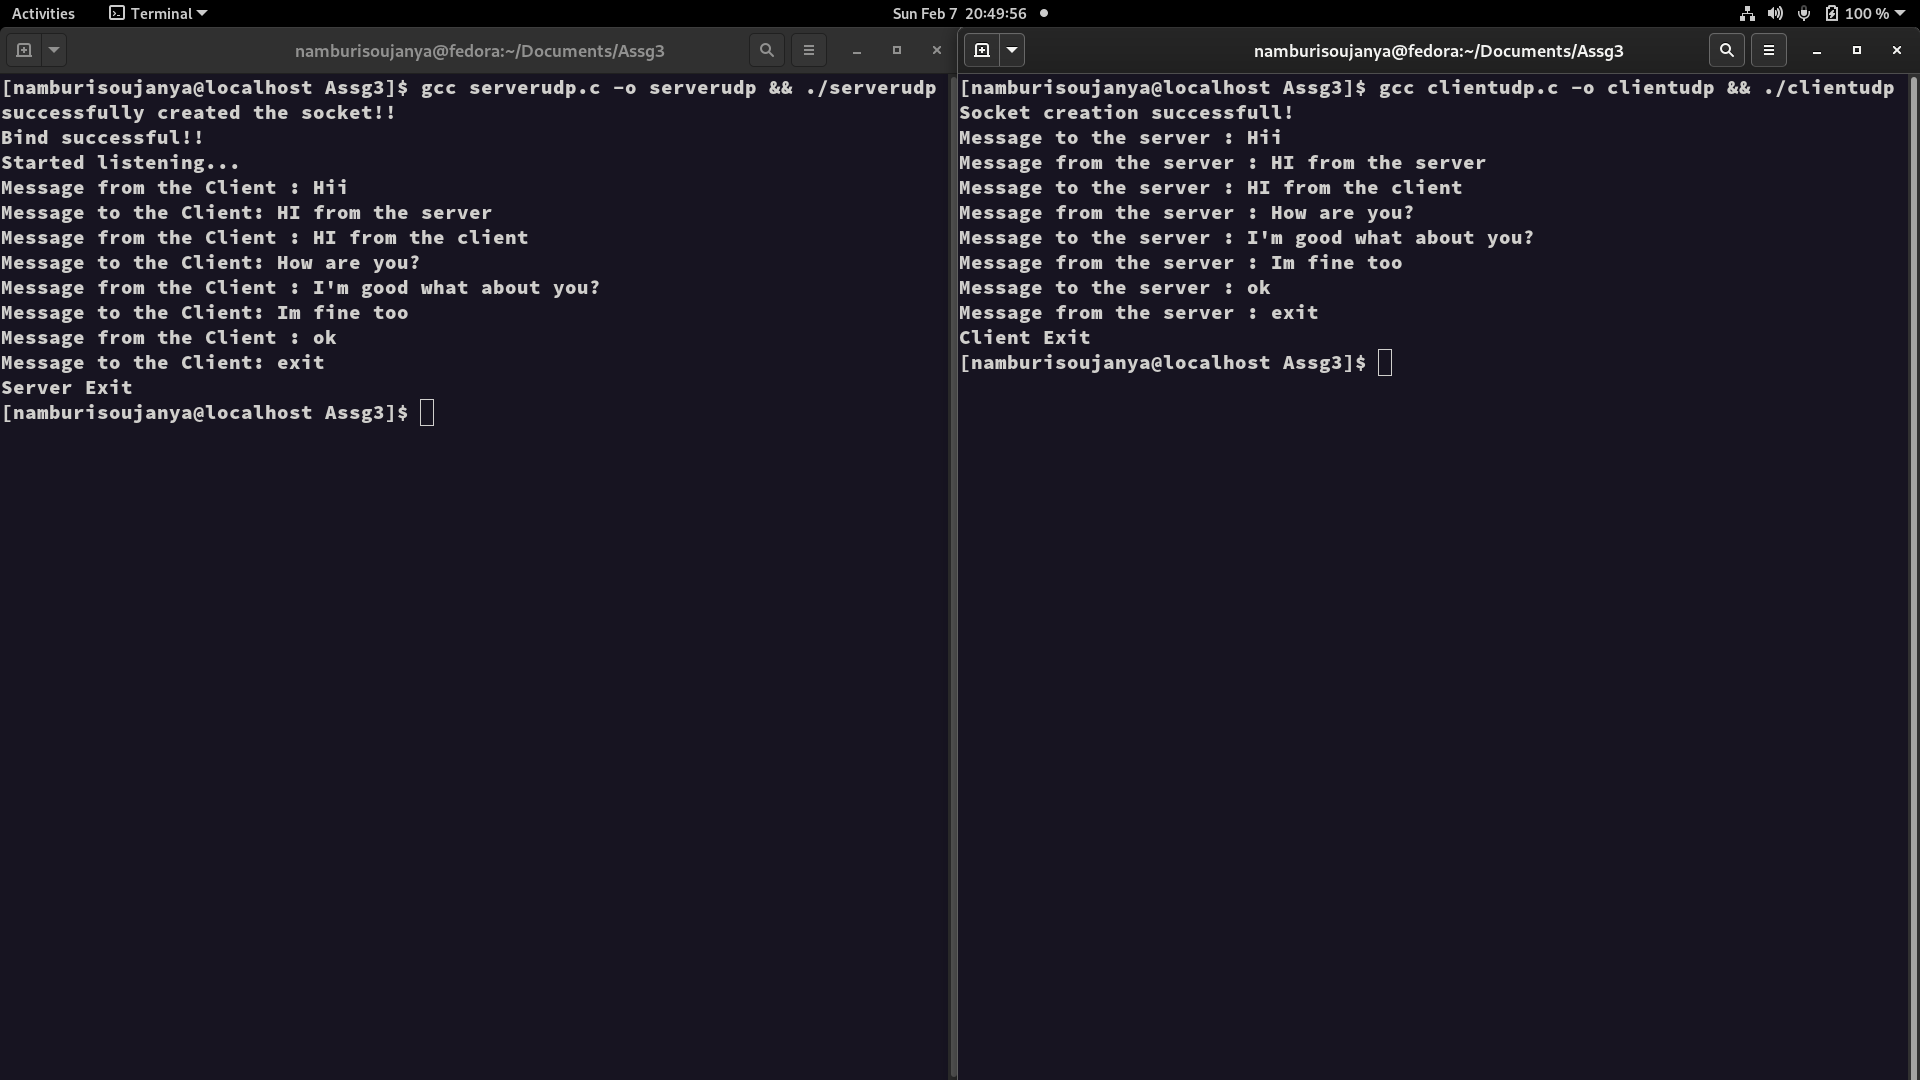 Activities Terminal Sun Feb 7 20:49:56 100 %
namburisoujanya@fedora:~/Documents/Assg3
[namburisoujanya@localhost Assg3]$ gcc serverudp.c -o serverudp && ./serverudp
successfully created the socket!!
Bind successful!!
Started listening...
Message from the Client : Hii
Message to the Client: HI from the server
Message from the Client : HI from the client
Message to the Client: How are you?
Message from the Client : I'm good what about you?
Message to the Client: Im fine too
Message from the Client : ok
Message to the Client: exit
Server Exit
[namburisoujanya@localhost Assg3]$
namburisoujanya@fedora:~/Documents/Assg3
[namburisoujanya@localhost Assg3]$ gcc clientudp.c -o clientudp && ./clientudp
Socket creation successfull!
Message to the server : Hii
Message from the server : HI from the server
Message to the server : HI from the client
Message from the server : How are you?
Message to the server : I'm good what about you?
Message from the server : Im fine too
Message to the server : ok
Message from the server : exit
Client Exit
[namburisoujanya@localhost Assg3]$